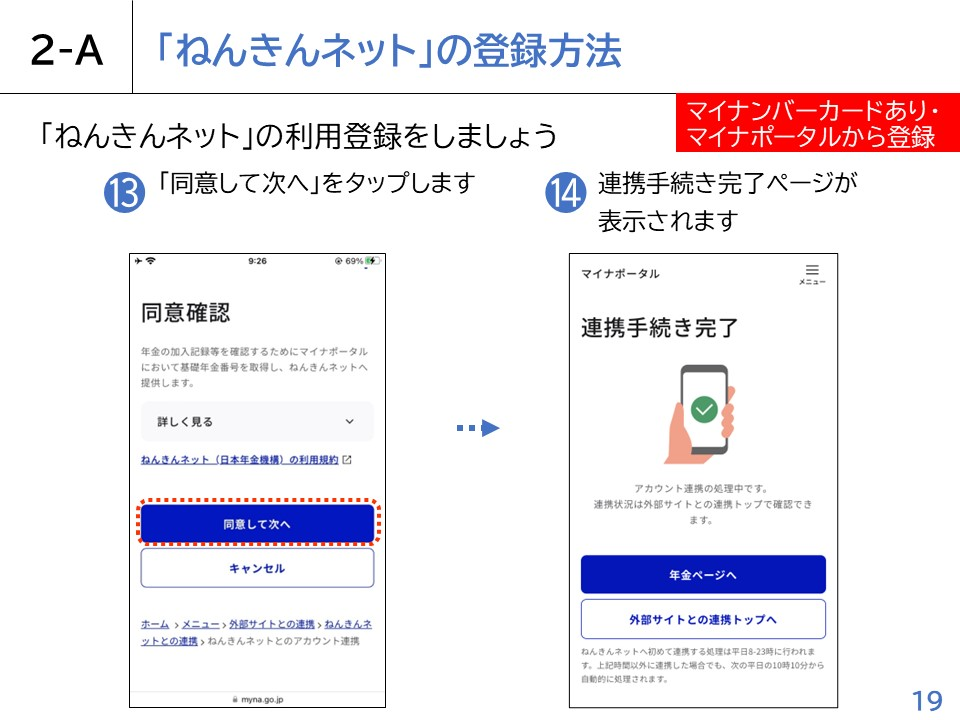 2-A
「ねんきんネット」の登録方法
マイナンバーカードあり・
マイナポータルから登録
「ねんきんネット」の利用登録をしましょう
⓭ 「同意して次へ」をタップします
9:26
69%
同意確認
年金の加入記録等を確認するためにマイナポータル
において基礎年金番号を取得し、ねんきんネットへ
提供します。
詳しく見る
ねんきんネット（日本年金機構）の利用規約
同意して次へ
キャンセル
ホーム > メニュー > 外部サイトとの連携 > ねんきんネ
ットとの連携 > ねんきんネットとのアカウント連携
myna.go.jp
⓮ 連携手続き完了ページが
表示されます
マイナポータル
メニュー
連携手続き完了
アカウント連携の処理中です。
連携状況は外部サイトとの連携トップで確認でき
ます。
年金ページへ
外部サイトとの連携トップへ
ねんきんネットへ初めて連携する処理は平日8-23時に行われま
す。上記時間以外に連携した場合でも、次の平日の10時10分から
自動的に処理されます。
19